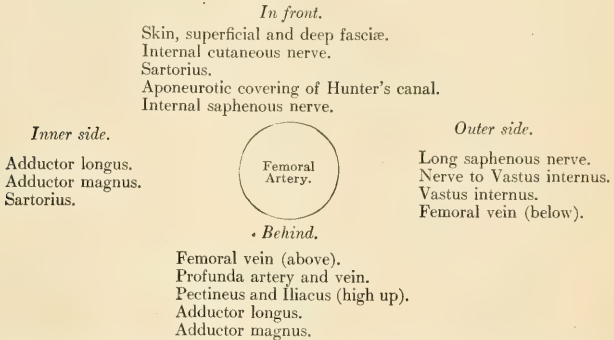 In front.
Skin, superficial and deep fasciæ.
Internal cutaneous nerve.
Sartorius.
Aponeurotic covering of Hunter's canal.
Internal saphenous nerve.
Inner side.
Adductor longus.
Adductor magnus.
Sartorius.
Femoral
Artery.
Outer side.
Long saphenous nerve.
Nerve to Vastus internus.
Vastus internus.
Femoral vein (below).
Behind.
Femoral vein (above).
Profunda artery and vein.
Pectineus and Iliacus (high up).
Adductor longus.
Adductor magnus.